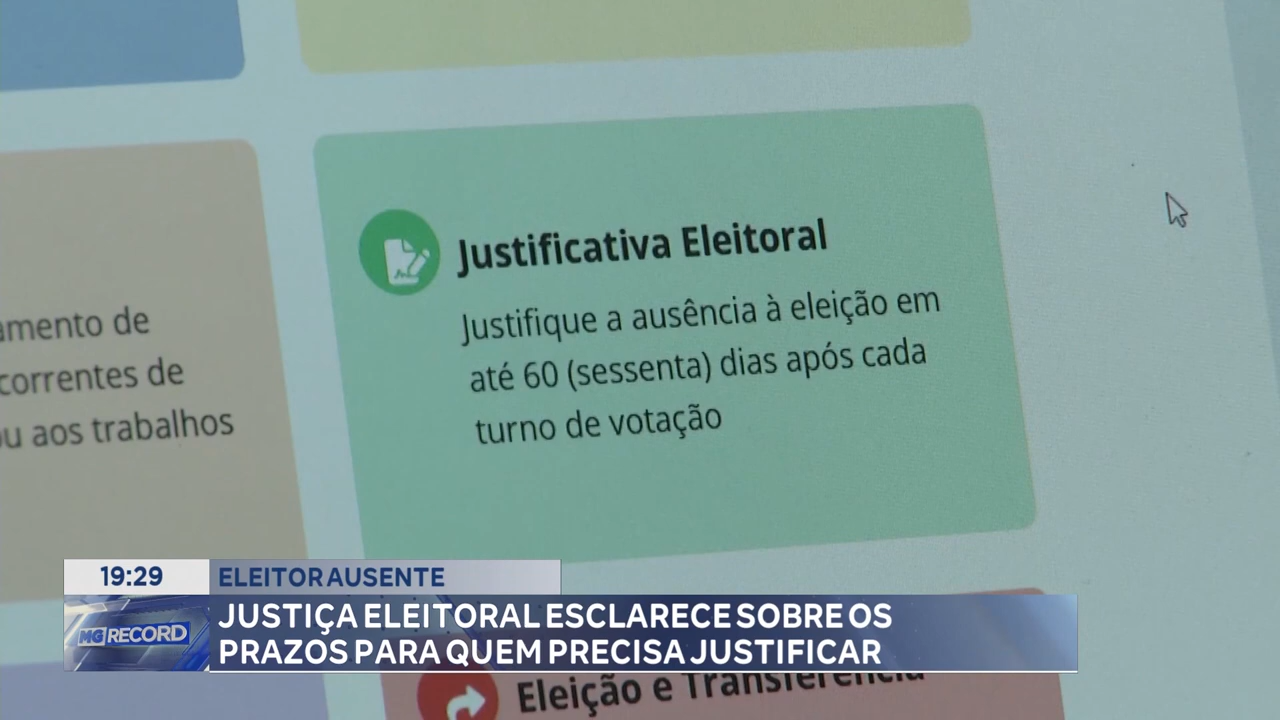 Justificativa Eleitoral
Justifique a ausência à eleição em
até 60 (sessenta) dias após cada
turno de votação
amento de
correntes de
ou aos trabalhos
19:29
ELEITOR AUSENTE
MG RECORD
JUSTIÇA ELEITORAL ESCLARECE SOBRE OS
PRAZOS PARA QUEM PRECISA JUSTIFICAR
Eleição e Transferência